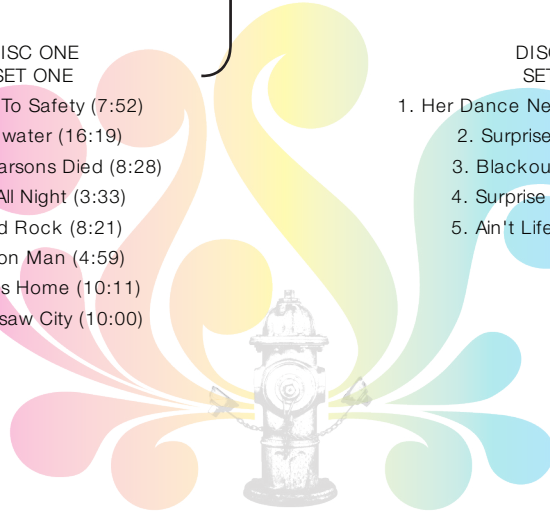 ISC ONE
SET ONE
To Safety (7:52)
water (16:19)
arsons Died (8:28)
All Night (3:33)
d Rock (8:21)
on Man (4:59)
s Home (10:11)
saw City (10:00)
DISC
SET
1. Her Dance Ne
2. Surprise
3. Blackou
4. Surprise
5. Ain't Life